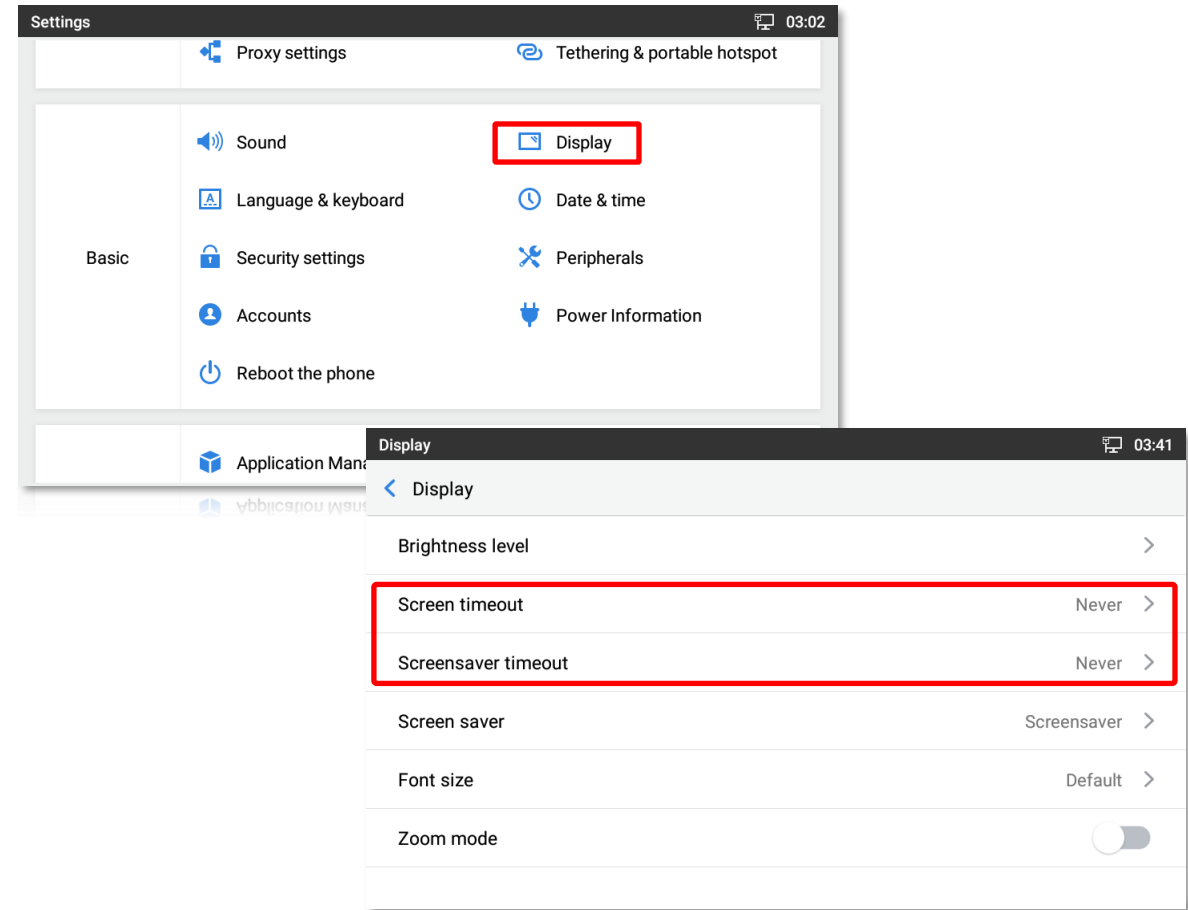 Settings 03:02
Proxy settings Tethering & portable hotspot
Sound Display
Language & keyboard Date & time
Basic Security settings Peripherals
Accounts Power Information
Reboot the phone
Application Mana
Display 03:41
Display
Brightness level
Screen timeout Never
Screensaver timeout Never
Screen saver Screensaver
Font size Default
Zoom mode